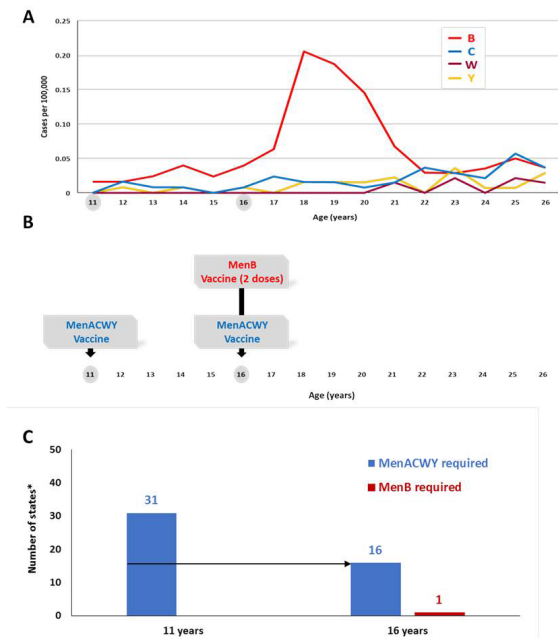 A
0.25
0.20
0.15
0.10
0.05
0
Cases per 100,000
B
C
W
Y
11 12 13 14 15 16 17 18 19 20 21 22 23 24 25 26
Age (years)
B
MenB
Vaccine (2 doses)
MenACWY
Vaccine
MenACWY
Vaccine
11 12 13 14 15 16 17 18 19 20 21 22 23 24 25 26
Age (years)
C
50
40
30
20
10
0
Number of states*
MenACWY required
MenB required
31
16
1
11 years
16 years